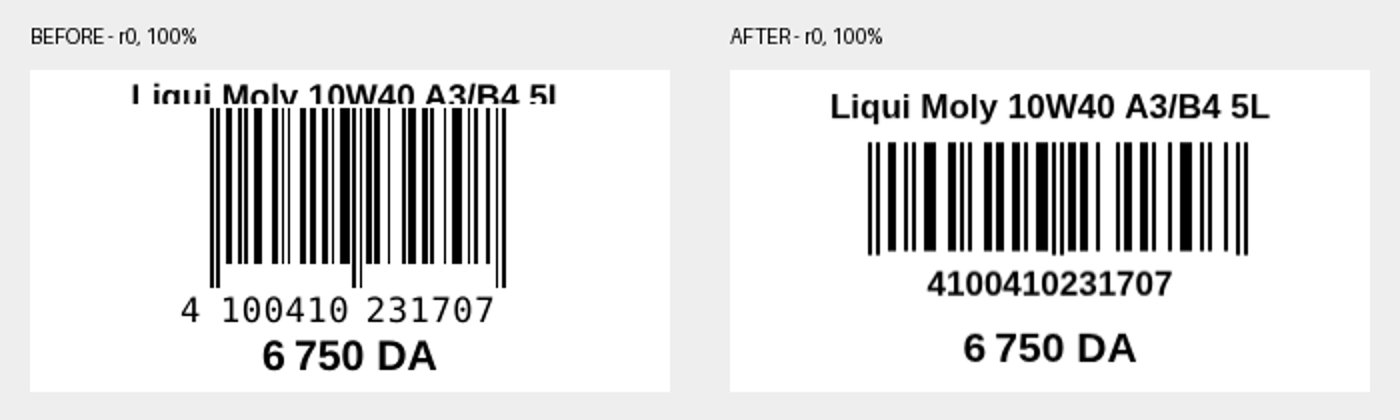 BEFORE - r0, 100%
Liqui Moly 10W40 A3/B4 5L
4 100410 231707
6 750 DA
AFTER - r0, 100%
Liqui Moly 10W40 A3/B4 5L
4100410231707
6 750 DA